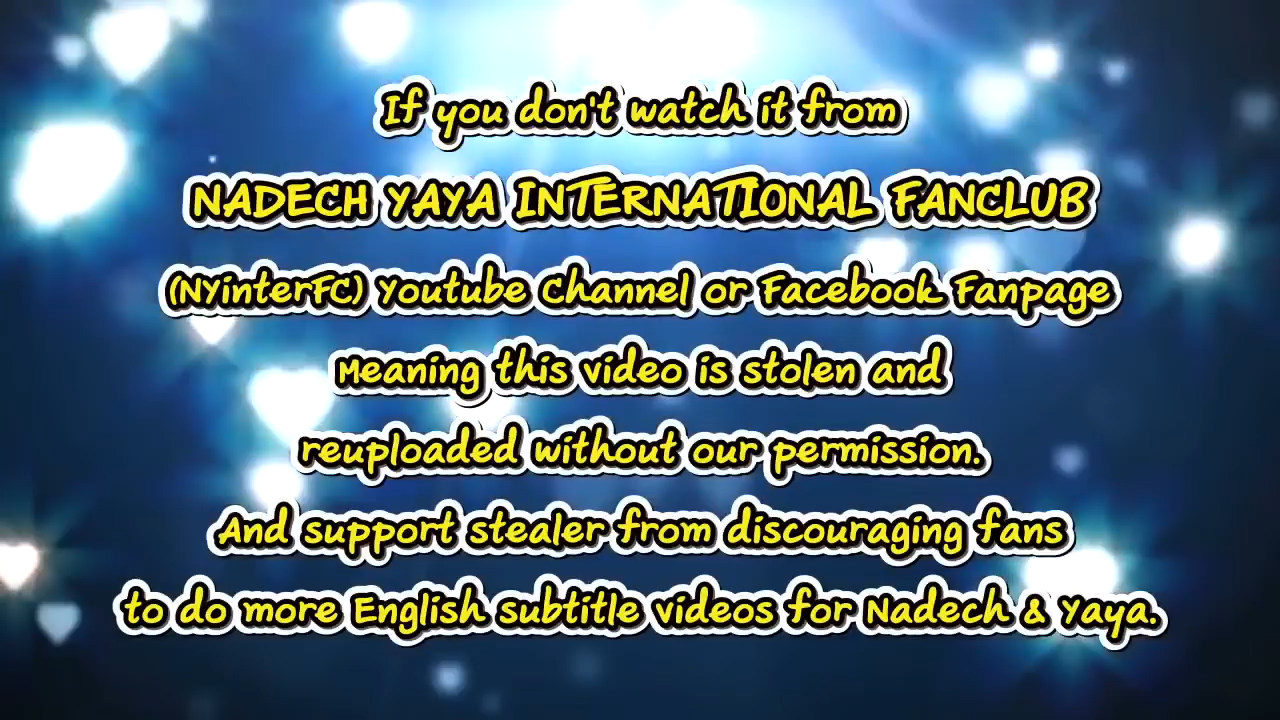 If you don't watch it from
NADECH YAYA INTERNATIONAL FANCLUB
(NYinterFC) Youtube Channel or Facebook Fanpage
Meaning this video is stolen and
reuploaded without our permission.
And support stealer from discouraging fans
to do more English subtitle videos for Nadech & Yaya.